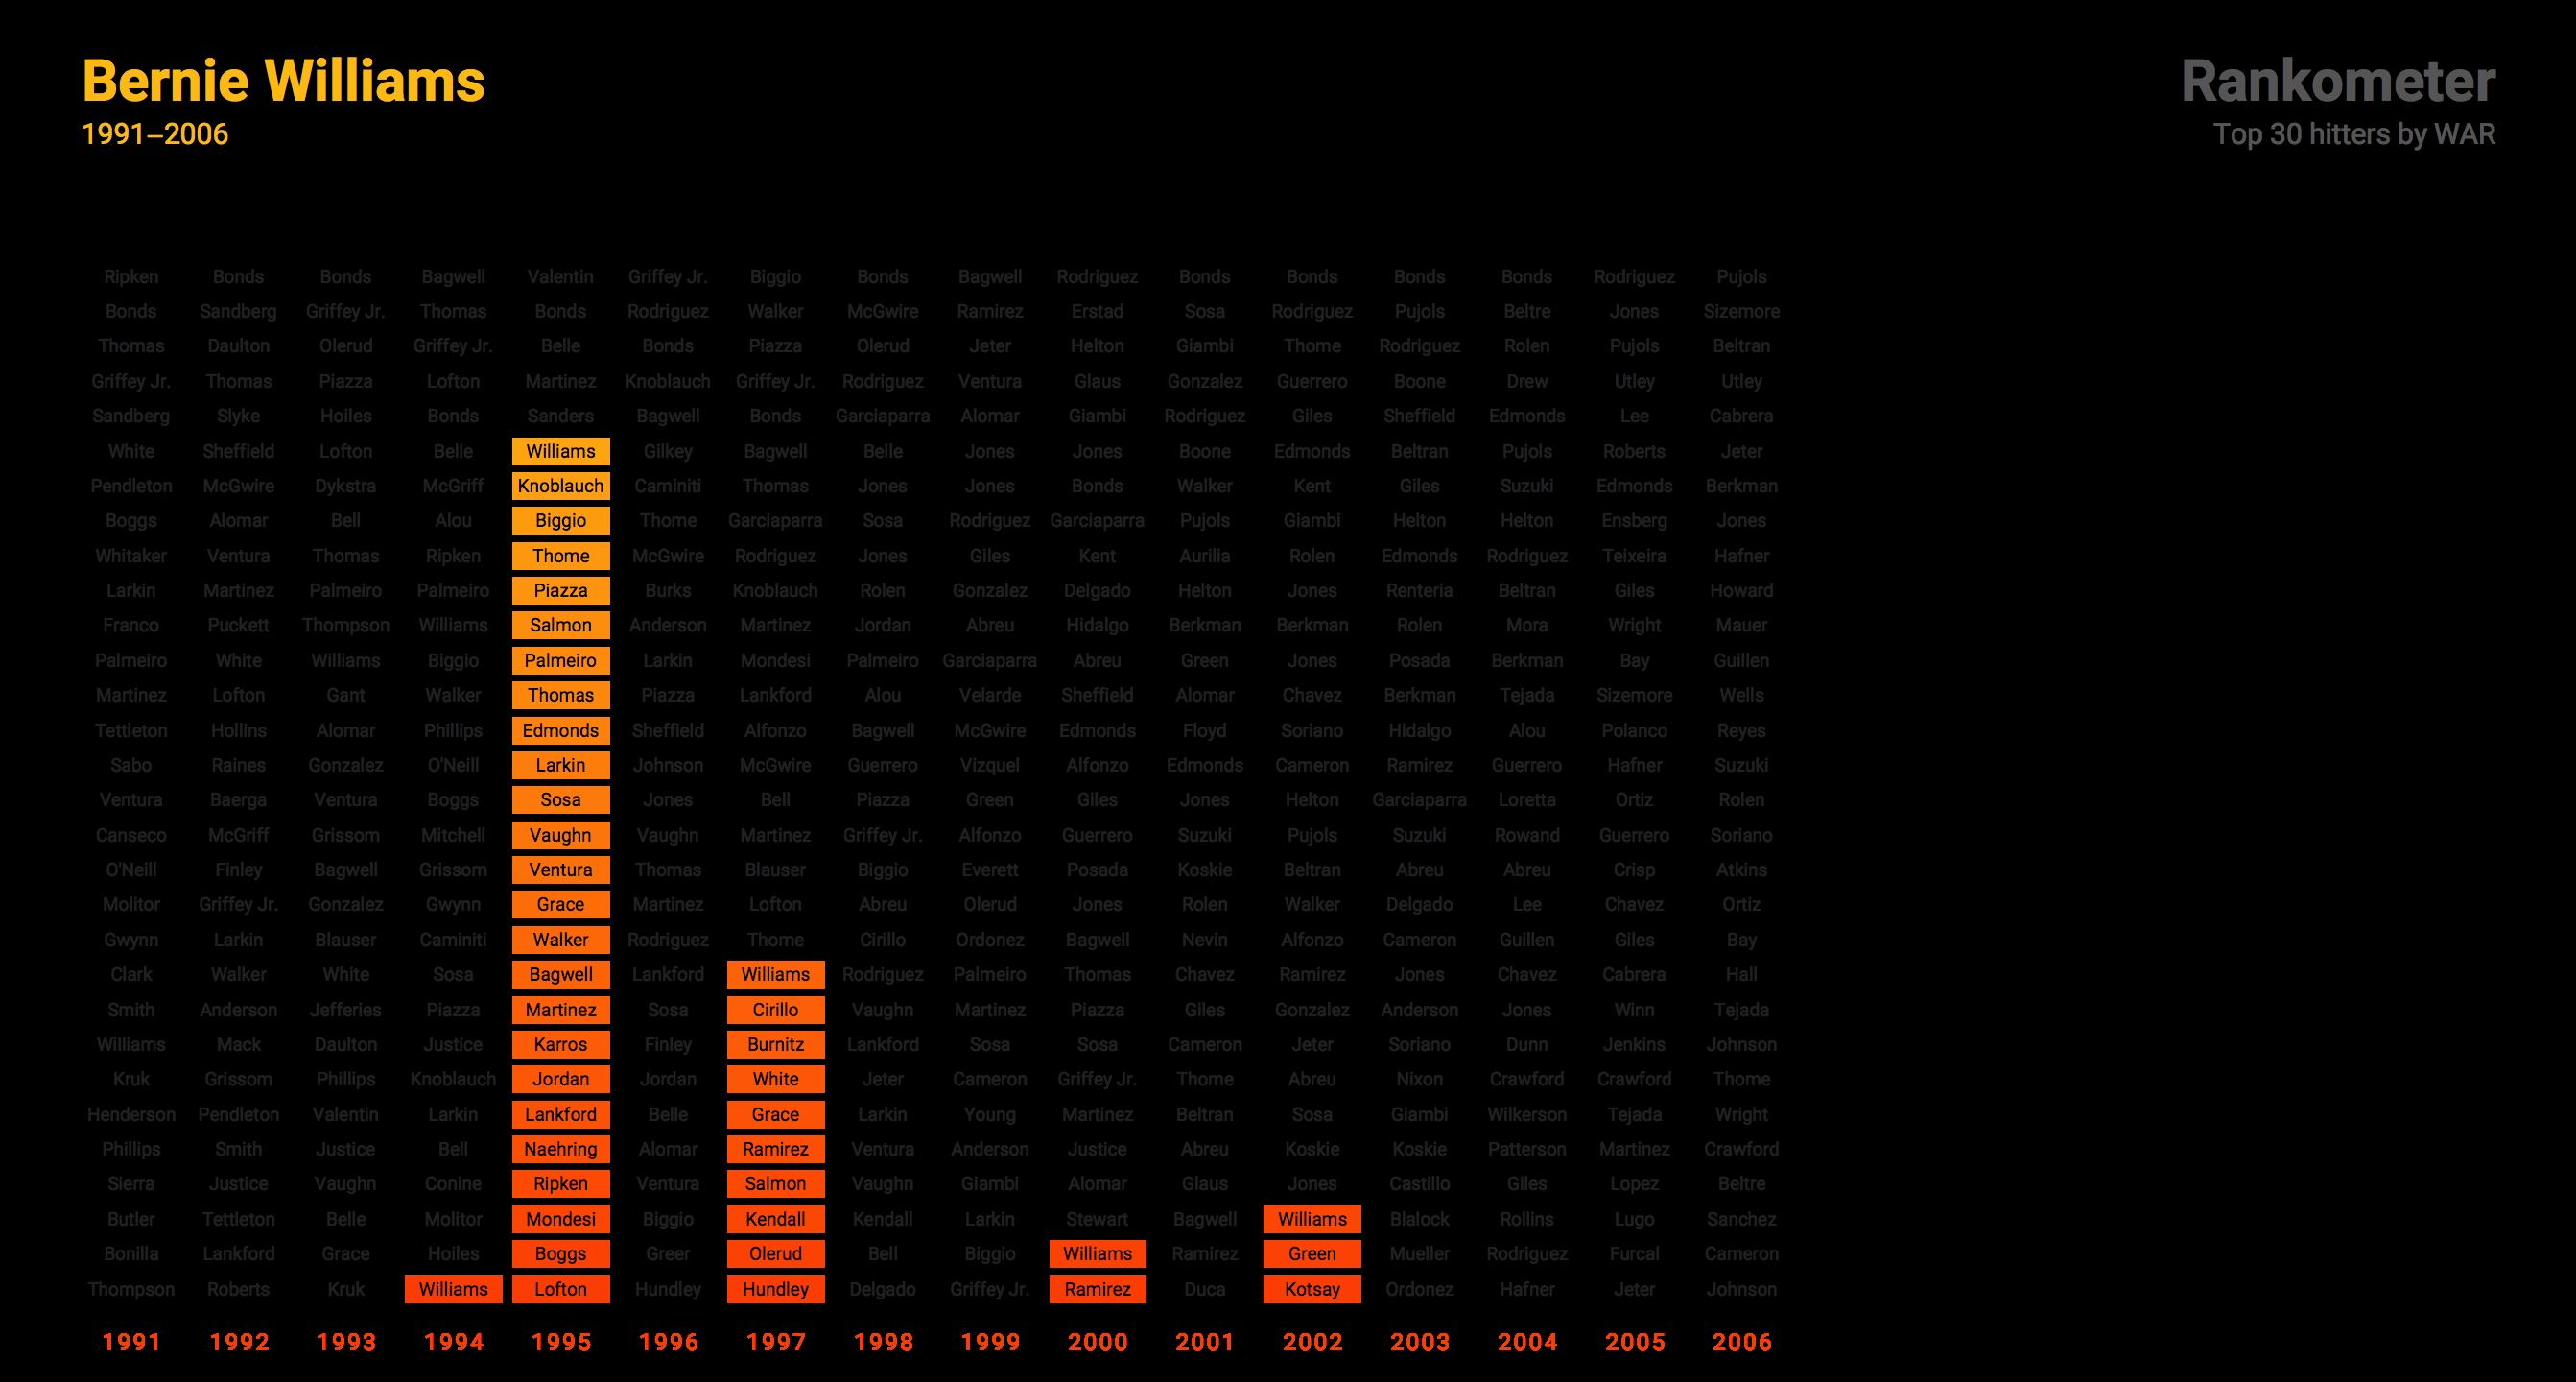 Bernie Williams
1991–2006
Rankometer
Top 30 hitters by WAR
Ripken Bonds Bonds Bagwell Valentin Griffey Jr. Biggio Bonds Bagwell Rodriguez Bonds Bonds Bonds Bonds Rodriguez Pujols
Bonds Sandberg Griffey Jr. Thomas Bonds Rodriguez Walker McGwire Ramirez Erstad Sosa Rodriguez Pujols Beltre Jones Sizemore
Thomas Daulton Olerud Griffey Jr. Belle Bonds Piazza Olerud Jeter Helton Giambi Thome Rodriguez Rolen Pujols Beltran
Griffey Jr. Thomas Piazza Lofton Martinez Knoblauch Griffey Jr. Rodriguez Ventura Glaus Gonzalez Guerrero Boone Drew Utley Utley
Sandberg Slyke Hoiles Bonds Sanders Bagwell Bonds Garciaparra Alomar Giambi Rodriguez Giles Sheffield Edmonds Lee Cabrera
White Sheffield Lofton Belle Williams Gilkey Bagwell Belle Jones Jones Boone Edmonds Beltran Pujols Roberts Jeter
Pendleton McGwire Dykstra McGriff Knoblauch Caminiti Thomas Jones Jones Bonds Walker Kent Giles Suzuki Edmonds Berkman
Boggs Alomar Bell Alou Biggio Thome Garciaparra Sosa Rodriguez Garciaparra Pujols Giambi Helton Helton Ensberg Jones
Whitaker Ventura Thomas Ripken Thome McGwire Rodriguez Jones Giles Kent Aurilia Rolen Edmonds Rodriguez Teixeira Hafner
Larkin Martinez Palmeiro Palmeiro Piazza Burks Knoblauch Rolen Gonzalez Delgado Helton Jones Renteria Beltran Giles Howard
Franco Puckett Thompson Williams Salmon Anderson Martinez Jordan Abreu Hidalgo Berkman Berkman Rolen Mora Wright Mauer
Palmeiro White Williams Biggio Palmeiro Larkin Mondesi Palmeiro Garciaparra Abreu Green Jones Posada Berkman Bay Guillen
Martinez Lofton Gant Walker Thomas Piazza Lankford Alou Velarde Sheffield Alomar Chavez Berkman Tejada Sizemore Wells
Tettleton Hollins Alomar Phillips Edmonds Sheffield Alfonzo Bagwell McGwire Edmonds Floyd Soriano Hidalgo Alou Polanco Reyes
Sabo Raines Gonzalez O'Neill Larkin Johnson McGwire Guerrero Vizquel Alfonzo Edmonds Cameron Ramirez Guerrero Hafner Suzuki
Ventura Baerga Ventura Boggs Sosa Jones Bell Piazza Green Giles Jones Helton Garciaparra Loretta Ortiz Rolen
Canseco McGriff Grissom Mitchell Vaughn Vaughn Martinez Griffey Jr. Alfonzo Guerrero Suzuki Pujols Suzuki Rowand Guerrero Soriano
O'Neill Finley Bagwell Grissom Ventura Thomas Blauser Biggio Everett Posada Koskie Beltran Abreu Abreu Crisp Atkins
Molitor Griffey Jr. Gonzalez Gwynn Grace Martinez Lofton Abreu Olerud Jones Rolen Walker Delgado Lee Chavez Ortiz
Gwynn Larkin Blauser Caminiti Walker Rodriguez Thome Cirillo Ordonez Bagwell Nevin Alfonzo Cameron Guillen Giles Bay
Clark Walker White Sosa Bagwell Lankford Williams Rodriguez Palmeiro Thomas Chavez Ramirez Jones Chavez Cabrera Hall
Smith Anderson Jefferies Piazza Martinez Sosa Cirillo Vaughn Martinez Piazza Giles Gonzalez Anderson Jones Winn Tejada
Williams Mack Daulton Justice Karros Finley Burnitz Lankford Sosa Sosa Cameron Jeter Soriano Dunn Jenkins Johnson
Kruk Grissom Phillips Knoblauch Jordan Jordan White Jeter Cameron Griffey Jr. Thome Abreu Nixon Crawford Crawford Thome
Henderson Pendleton Valentin Larkin Lankford Belle Grace Larkin Young Martinez Beltran Sosa Giambi Wilkerson Tejada Wright
Phillips Smith Justice Bell Naehring Alomar Ramirez Ventura Anderson Justice Abreu Koskie Koskie Patterson Martinez Crawford
Sierra Justice Vaughn Conine Ripken Ventura Salmon Vaughn Giambi Alomar Glaus Jones Castillo Giles Lopez Beltre
Butler Tettleton Belle Molitor Mondesi Biggio Kendall Kendall Larkin Stewart Bagwell Williams Blalock Rollins Lugo Sanchez
Bonilla Lankford Grace Hoiles Boggs Greer Olerud Bell Biggio Williams Ramirez Green Mueller Rodriguez Furcal Cameron
Thompson Roberts Kruk Williams Lofton Hundley Hundley Delgado Griffey Jr. Ramirez Duca Kotsay Ordonez Hafner Jeter Johnson
1991 1992 1993 1994 1995 1996 1997 1998 1999 2000 2001 2002 2003 2004 2005 2006